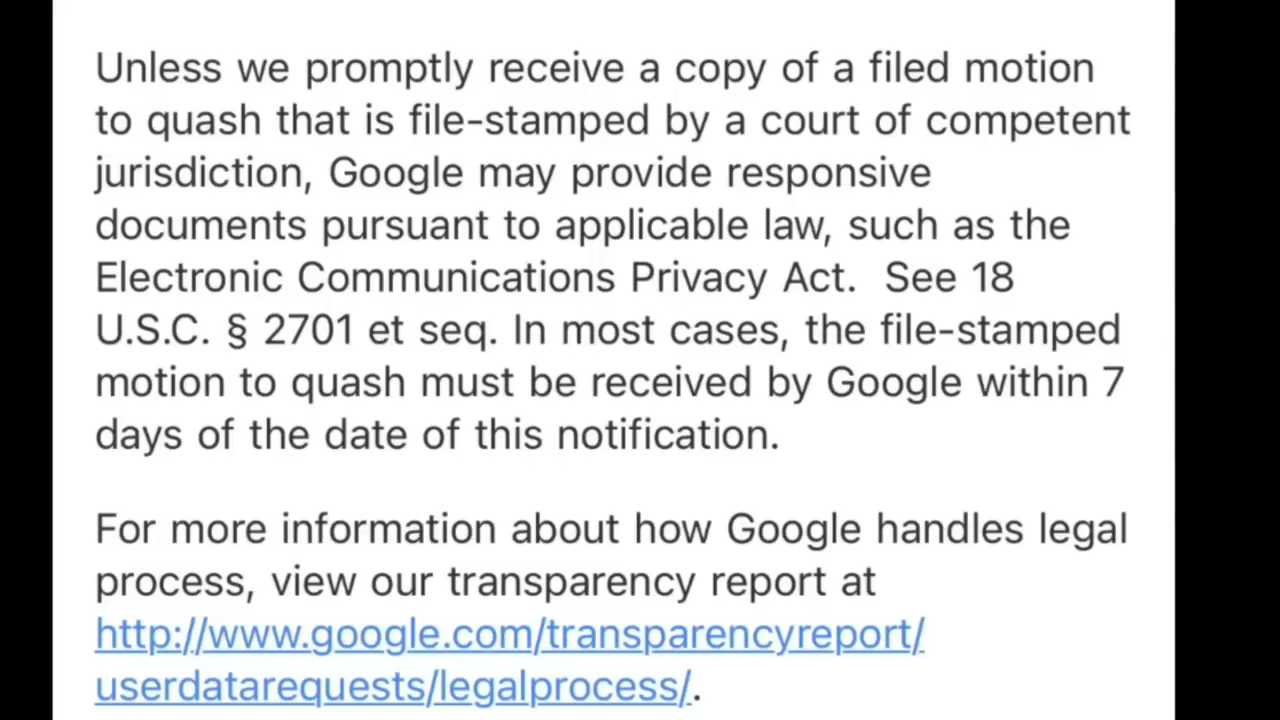 Unless we promptly receive a copy of a filed motion
to quash that is file-stamped by a court of competent
jurisdiction, Google may provide responsive
documents pursuant to applicable law, such as the
Electronic Communications Privacy Act.  See 18
U.S.C. § 2701 et seq. In most cases, the file-stamped
motion to quash must be received by Google within 7
days of the date of this notification.
For more information about how Google handles legal
process, view our transparency report at
http://www.google.com/transparencyreport/
userdatarequests/legalprocess/.